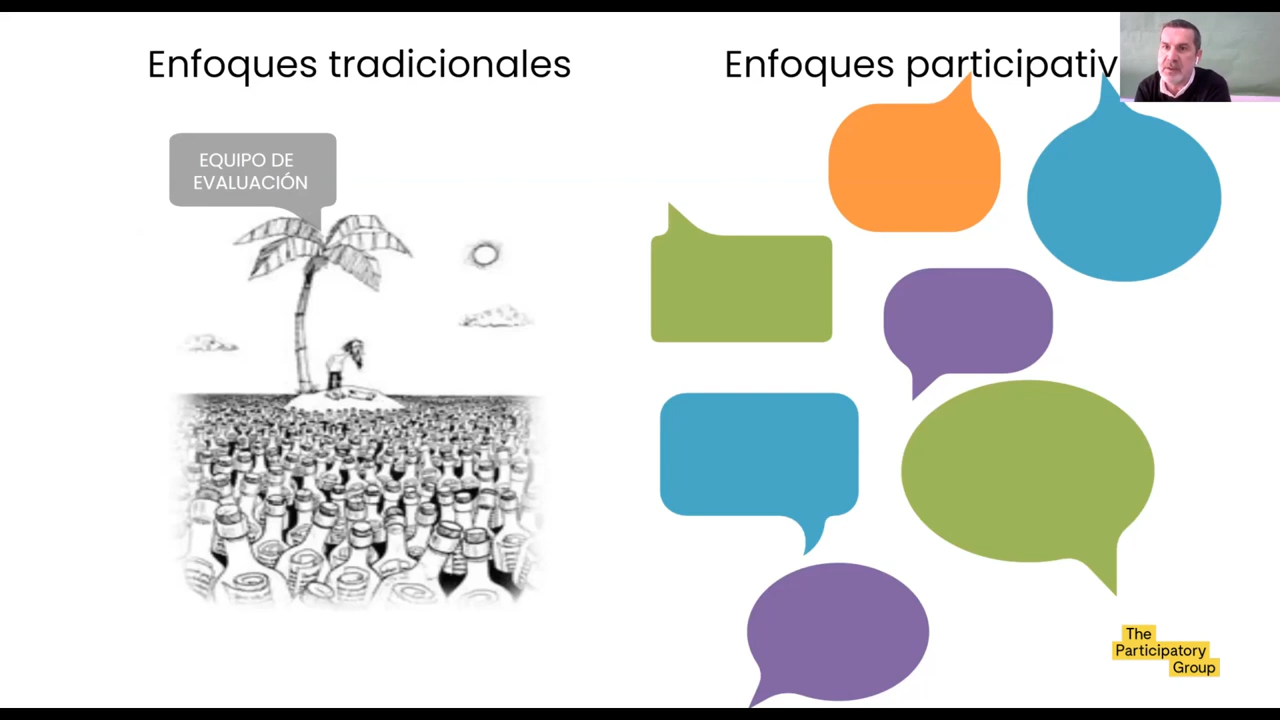 Enfoques tradicionales
Enfoques participativ
EQUIPO DE
EVALUACIÓN
The
Participatory
Group